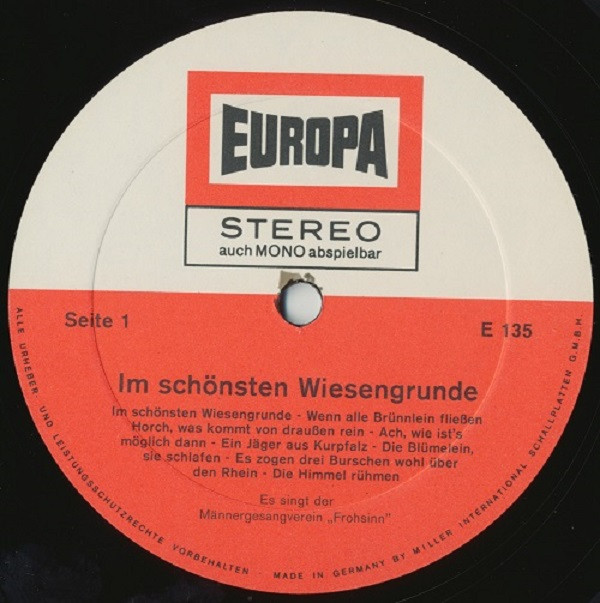 EUROPA
STEREO
auch MONO abspielbar
Seite 1
E 135
Im schönsten Wiesengrunde
Im schönsten Wiesengrunde - Wenn alle Brünnlein fließen
Horch, was kommt von draußen rein - Ach, wie ist's
möglich dann - Ein Jäger aus Kurpfalz - Die Blümelein,
sie schlafen - Es zogen drei Burschen wohl über
den Rhein - Die Himmel rühmen
Es singt der
Männergesangverein „Frohsinn"
ALLE URHEBER UND LEISTUNGSSCHUTZRECHTE VORBEHALTEN
MADE IN GERMANY BY MILLER INTERNATIONAL SCHALLPLATTEN G.M.B.H.